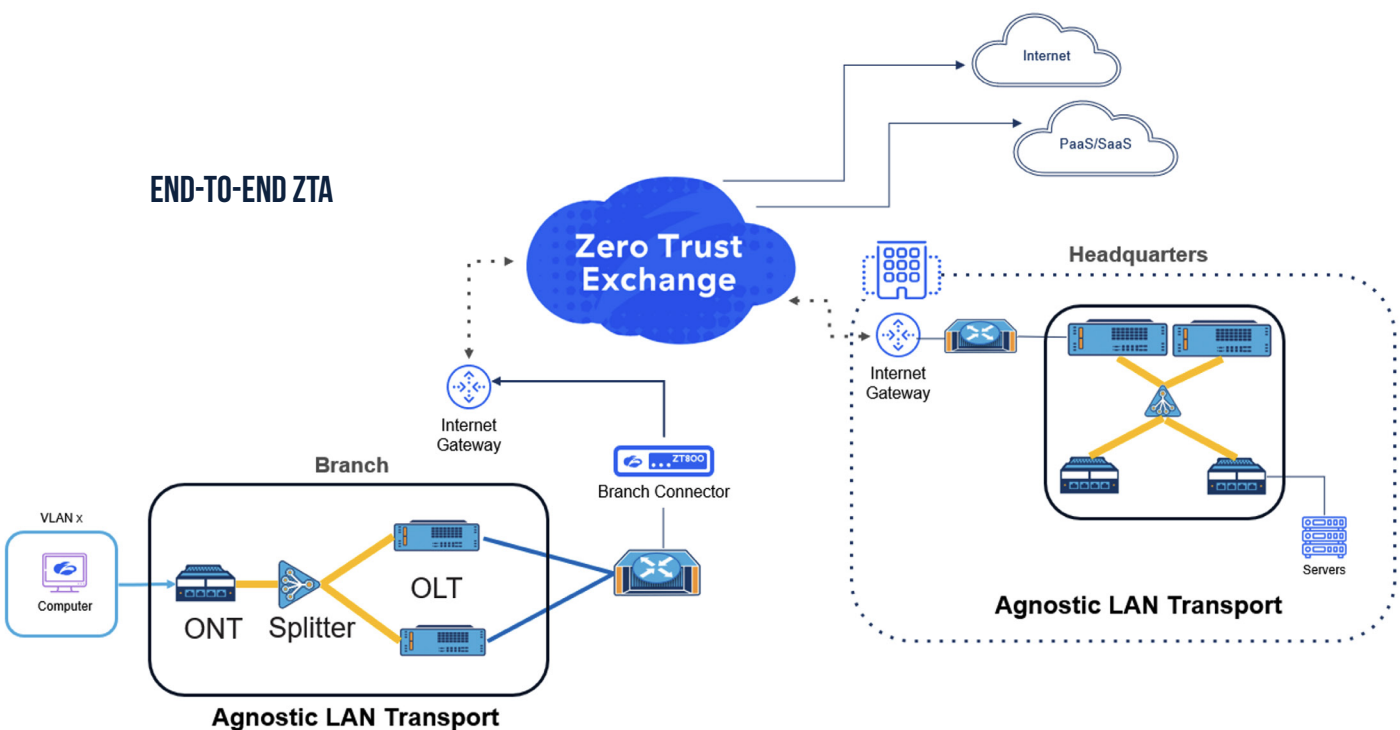 Internet
PaaS/SaaS
END-TO-END ZTA
Zero Trust
Exchange
Headquarters
Internet
Gateway
Internet
Gateway
Branch
ZT800
Branch Connector
VLAN x
Computer
ONT
Splitter
OLT
Servers
Agnostic LAN Transport
Agnostic LAN Transport